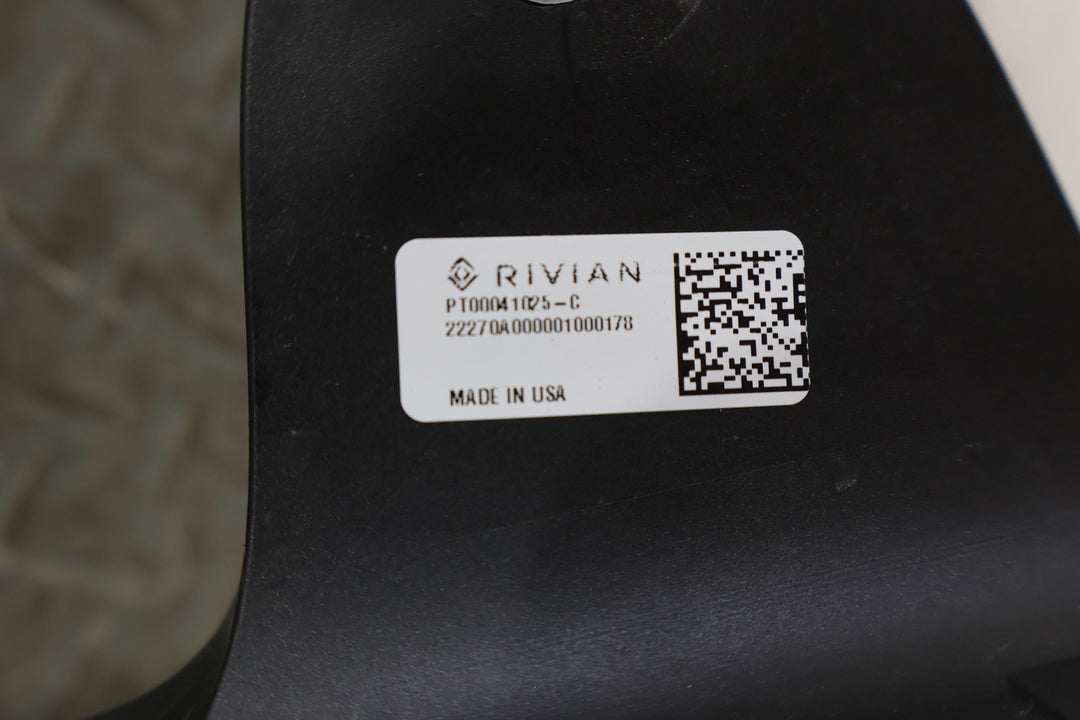 RIVIAN
PT00041025-C
22270A000001000178
MADE IN USA